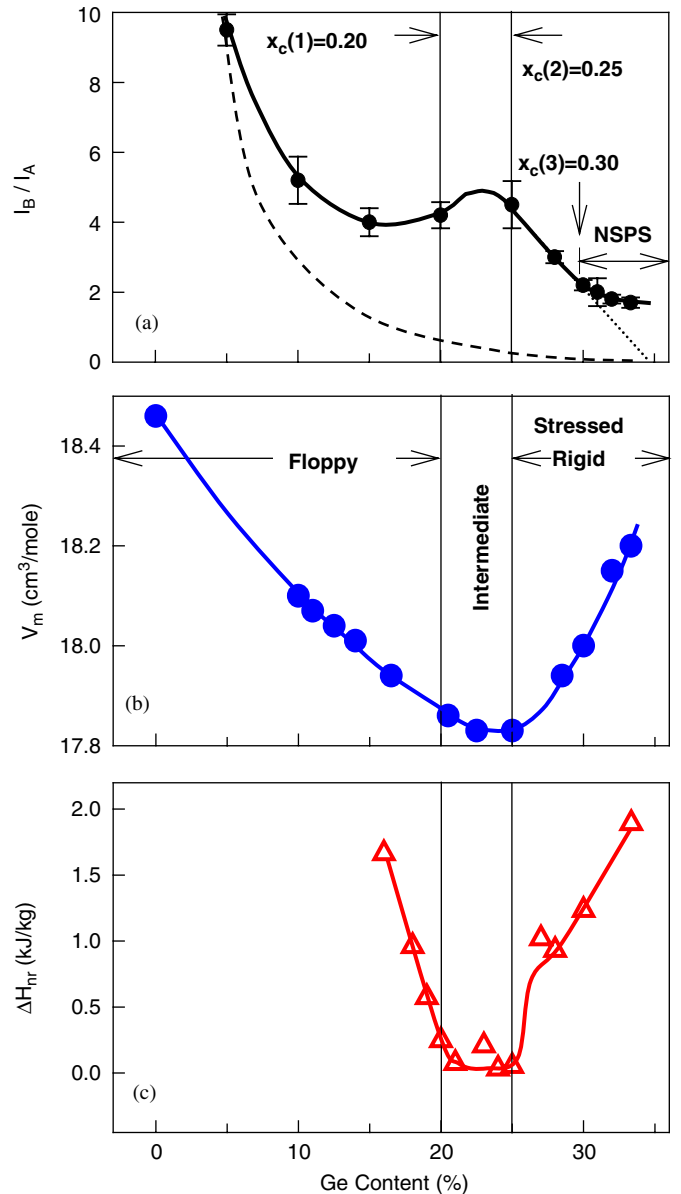 10
8
6
4
2
0
I_B / I_A
x_c(1)=0.20
x_c(2)=0.25
x_c(3)=0.30
NSPS
(a)
18.4
18.2
18.0
17.8
V_m (cm³/mole)
Floppy
Intermediate
Stressed
Rigid
(b)
2.0
1.5
1.0
0.5
0.0
ΔH_nr (kJ/kg)
(c)
0 10 20 30
Ge Content (%)